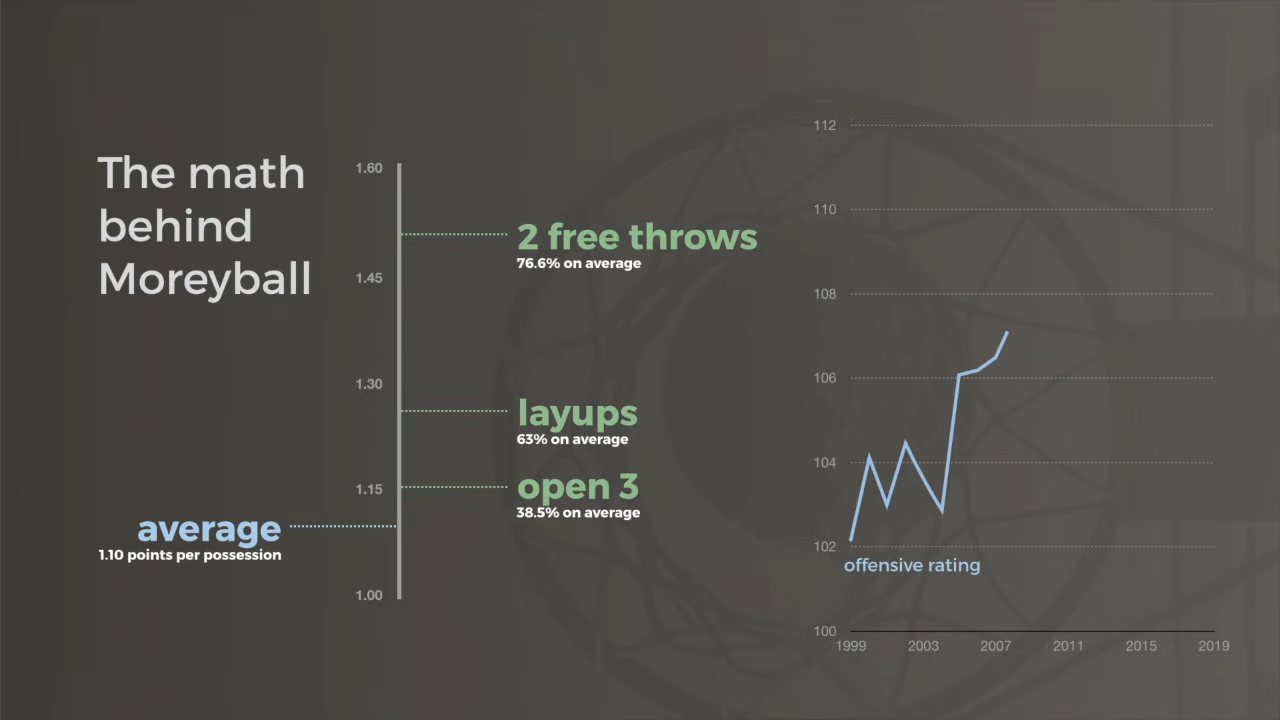 The math
behind
Moreyball
1.60
1.45
1.30
1.15
1.00
2 free throws
76.6% on average
layups
63% on average
open 3
38.5% on average
average
1.10 points per possession
112
110
108
106
104
102
100
offensive rating
1999 2003 2007 2011 2015 2019